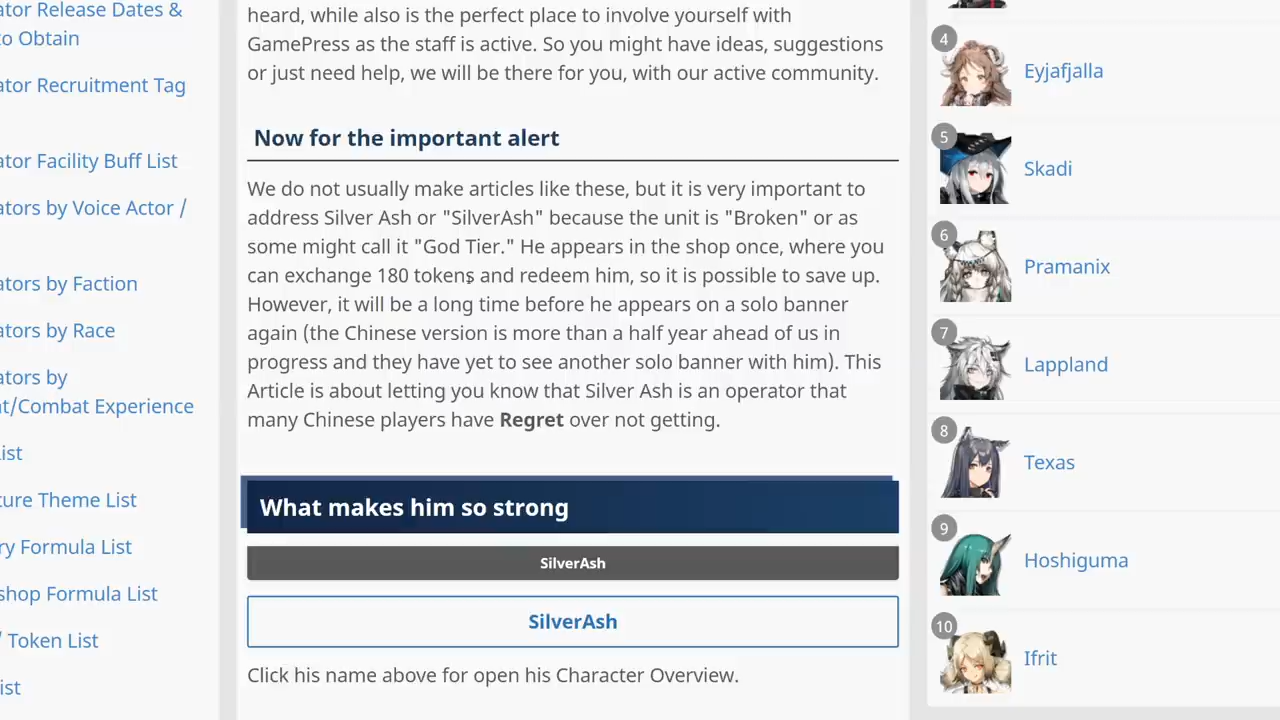 ator Release Dates &
to Obtain
ator Recruitment Tag
ator Facility Buff List
ators by Voice Actor /
ators by Faction
ators by Race
ators by
nt/Combat Experience
List
ture Theme List
ry Formula List
shop Formula List
/ Token List
ist
heard, while also is the perfect place to involve yourself with
GamePress as the staff is active. So you might have ideas, suggestions
or just need help, we will be there for you, with our active community.
Now for the important alert
We do not usually make articles like these, but it is very important to
address Silver Ash or "SilverAsh" because the unit is "Broken" or as
some might call it "God Tier." He appears in the shop once, where you
can exchange 180 tokens and redeem him, so it is possible to save up.
However, it will be a long time before he appears on a solo banner
again (the Chinese version is more than a half year ahead of us in
progress and they have yet to see another solo banner with him). This
Article is about letting you know that Silver Ash is an operator that
many Chinese players have Regret over not getting.
What makes him so strong
SilverAsh
SilverAsh
Click his name above for open his Character Overview.
4
Eyjafjalla
5
Skadi
6
Pramanix
7
Lappland
8
Texas
9
Hoshiguma
10
Ifrit